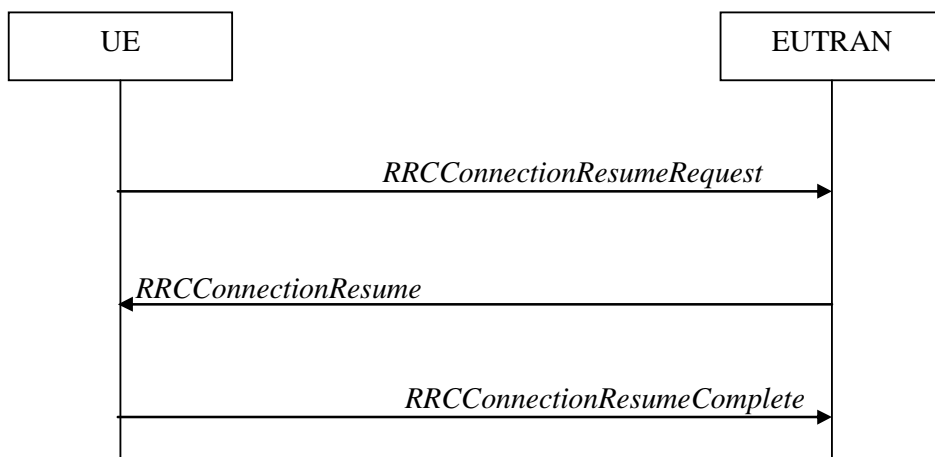 UE
EUTRAN
RRCConnectionResumeRequest
RRCConnectionResume
RRCConnectionResumeComplete